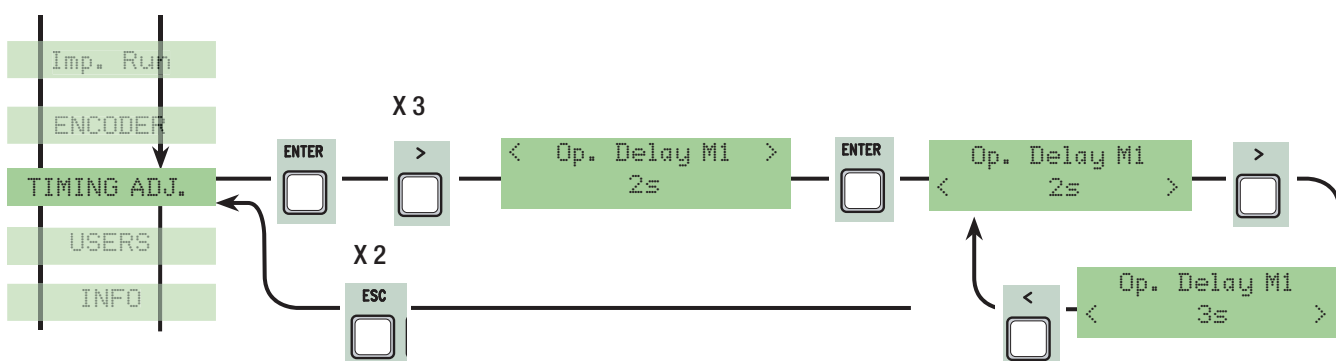 Imp. Run
ENCODER
TIMING ADJ.
USERS
INFO
ENTER
X 3
>
< Op. Delay M1 >
2s
ENTER
Op. Delay M1
< 2s >
>
X 2
ESC
<
Op. Delay M1
< 3s >